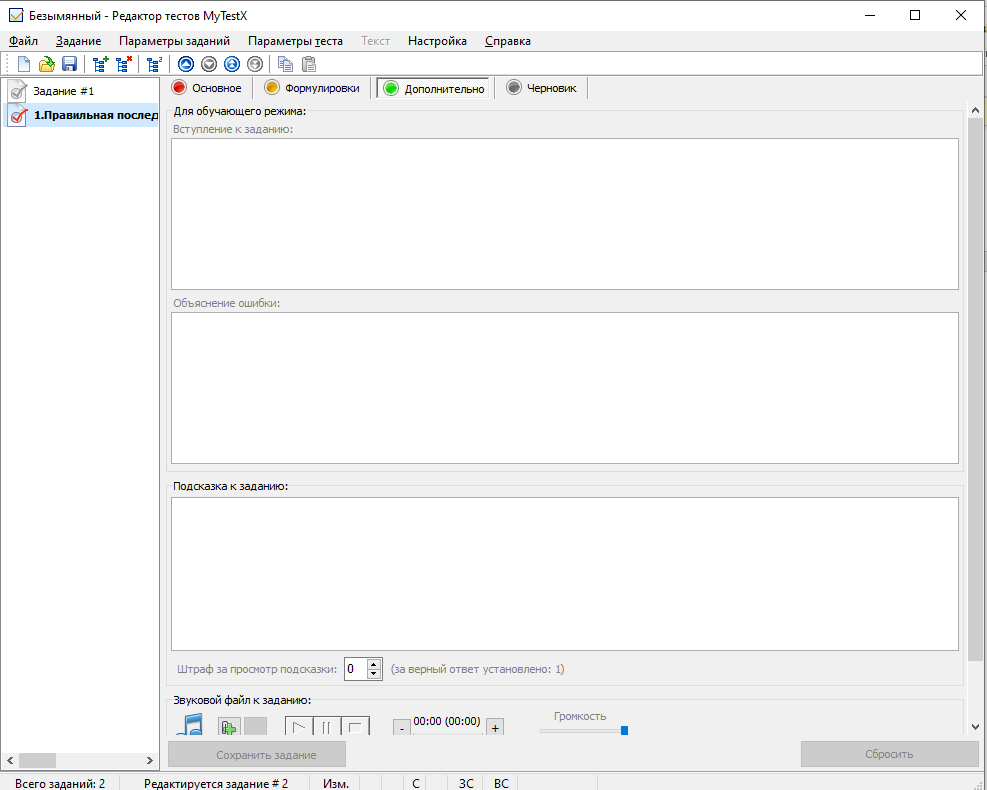 Безымянный - Редактор тестов MyTestX
Файл Задание Параметры заданий Параметры теста Текст Настройка Справка
Задание #1
1.Правильная послед
Основное Формулировки Дополнительно Черновик
Для обучающего режима:
Вступление к заданию:
Объяснение ошибки:
Подсказка к заданию:
Штраф за просмотр подсказки: 0 (за верный ответ установлено: 1)
Звуковой файл к заданию:
- 00:00 (00:00) + Громкость
Сохранить задание Сбросить
Всего заданий: 2 Редактируется задание # 2 Изм. С ЗС ВС